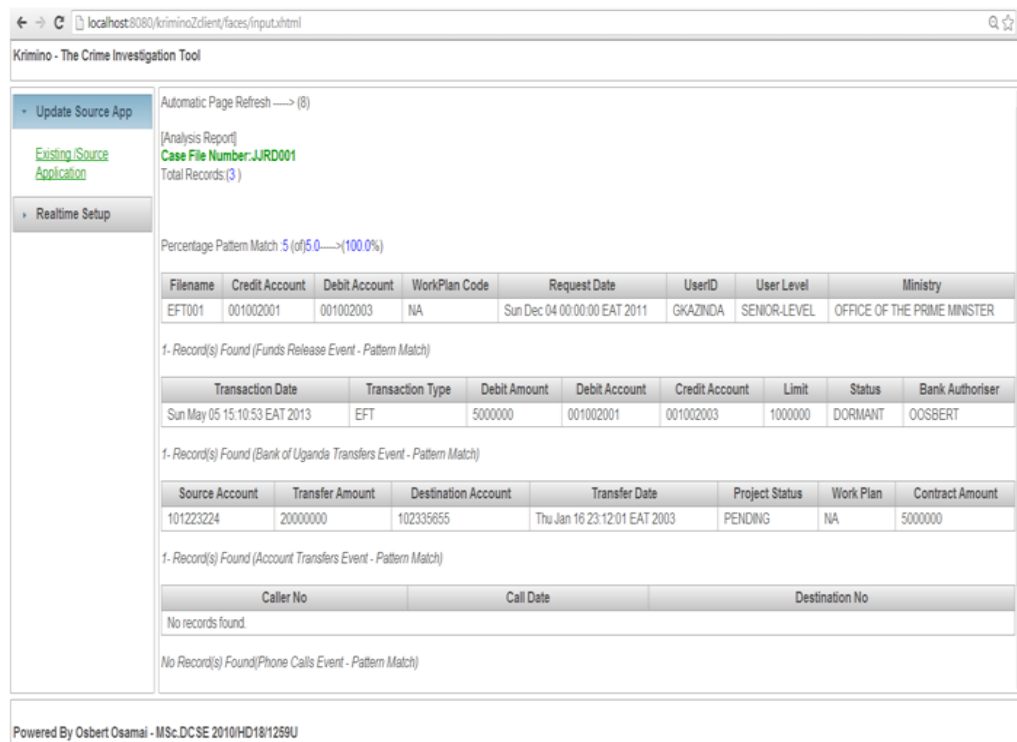 localhost:8080/kriminoZclient/faces/input.xhtml
Krimino - The Crime Investigation Tool
Update Source App
Existing /Source
Application
Realtime Setup
Automatic Page Refresh -----> (8)
[Analysis Report]
Case File Number:JJRD001
Total Records:(3 )
Percentage Pattern Match :5 (of)5.0----->(100.0%)
Filename Credit Account Debit Account WorkPlan Code Request Date UserID User Level Ministry
EFT001 001002001 001002003 NA Sun Dec 04 00:00:00 EAT 2011 GKAZINDA SENIOR-LEVEL OFFICE OF THE PRIME MINISTER
1- Record(s) Found (Funds Release Event - Pattern Match)
Transaction Date Transaction Type Debit Amount Debit Account Credit Account Limit Status Bank Authoriser
Sun May 05 15:10:53 EAT 2013 EFT 5000000 001002001 001002003 1000000 DORMANT OOSBERT
1- Record(s) Found (Bank of Uganda Transfers Event - Pattern Match)
Source Account Transfer Amount Destination Account Transfer Date Project Status Work Plan Contract Amount
101223224 20000000 102335655 Thu Jan 16 23:12:01 EAT 2003 PENDING NA 5000000
1- Record(s) Found (Account Transfers Event - Pattern Match)
Caller No Call Date Destination No
No records found.
No Record(s) Found(Phone Calls Event - Pattern Match)
Powered By Osbert Osamai - MSc.DCSE 2010/HD18/1259U